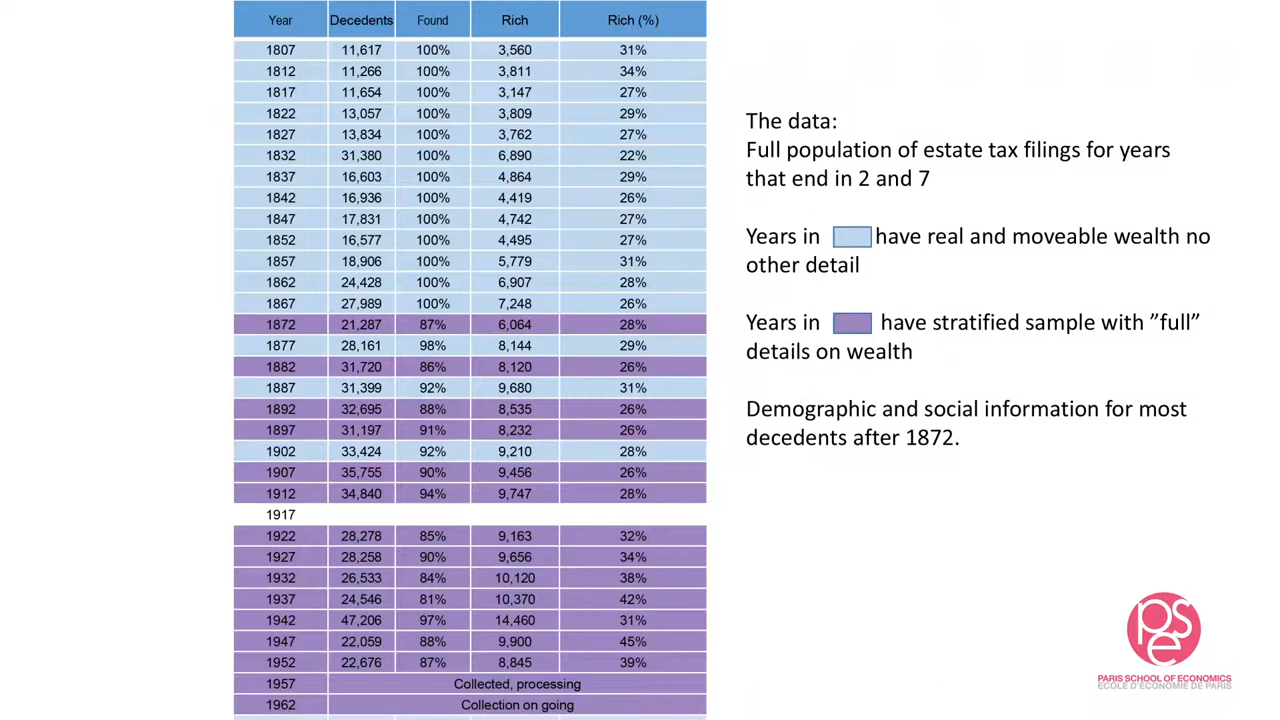 Year Decedents Found Rich Rich (%)
1807 11,617 100% 3,560 31%
1812 11,266 100% 3,811 34%
1817 11,654 100% 3,147 27%
1822 13,057 100% 3,809 29%
1827 13,834 100% 3,762 27%
1832 31,380 100% 6,890 22%
1837 16,603 100% 4,864 29%
1842 16,936 100% 4,419 26%
1847 17,831 100% 4,742 27%
1852 16,577 100% 4,495 27%
1857 18,906 100% 5,779 31%
1862 24,428 100% 6,907 28%
1867 27,989 100% 7,248 26%
1872 21,287 87% 6,064 28%
1877 28,161 98% 8,144 29%
1882 31,720 86% 8,120 26%
1887 31,399 92% 9,680 31%
1892 32,695 88% 8,535 26%
1897 31,197 91% 8,232 26%
1902 33,424 92% 9,210 28%
1907 35,755 90% 9,456 26%
1912 34,840 94% 9,747 28%
1917
1922 28,278 85% 9,163 32%
1927 28,258 90% 9,656 34%
1932 26,533 84% 10,120 38%
1937 24,546 81% 10,370 42%
1942 47,206 97% 14,460 31%
1947 22,059 88% 9,900 45%
1952 22,676 87% 8,845 39%
1957 Collected, processing
1962 Collection on going
The data:
Full population of estate tax filings for years
that end in 2 and 7
Years in have real and moveable wealth no
other detail
Years in have stratified sample with ”full”
details on wealth
Demographic and social information for most
decedents after 1872.
pse
PARIS SCHOOL OF ECONOMICS
ECOLE D'ECONOMIE DE PARIS